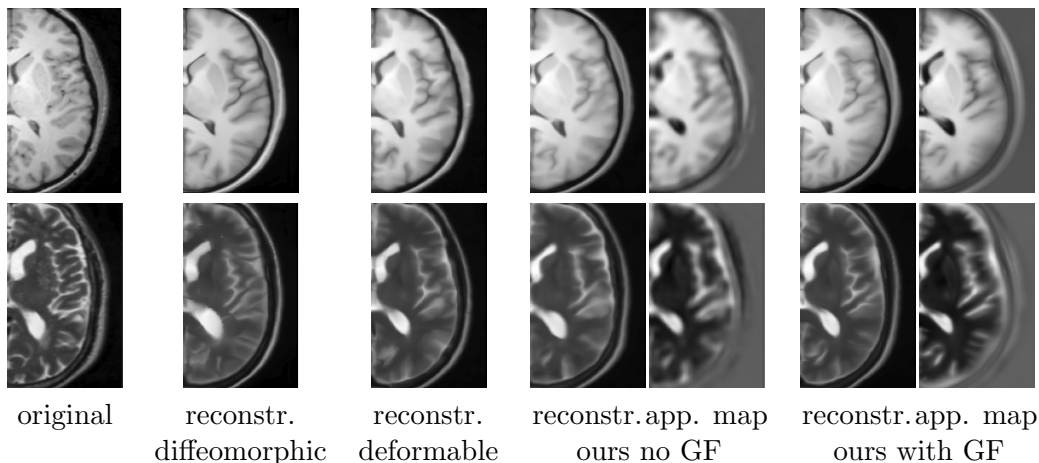 original
reconstr.
diffeomorphic
reconstr.
deformable
reconstr. app. map
ours no GF
reconstr. app. map
ours with GF